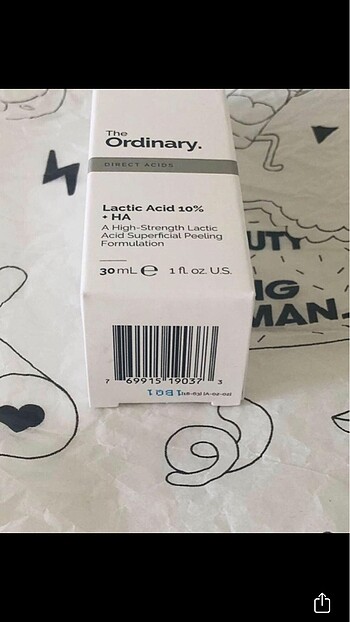 The
Ordinary.
DIRECT ACIDS
Lactic Acid 10%
+ HA
A High-Strength Lactic
Acid Superficial Peeling
Formulation
30 mL e 1 fl. oz. U.S.
UTY
NG
MAN.
7 69915 19037 3
1BQ1